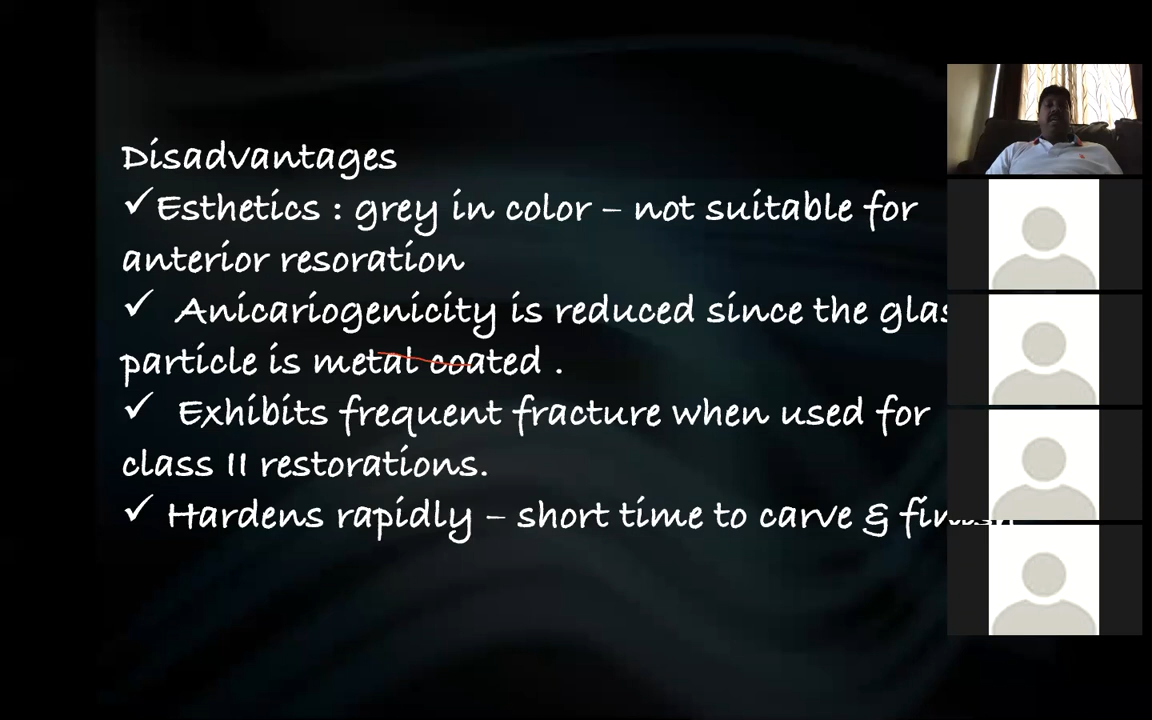 Disadvantages
✓Esthetics : grey in color – not suitable for
anterior resoration
✓ Anicariogenicity is reduced since the glas
particle is metal coated .
✓ Exhibits frequent fracture when used for
class II restorations.
✓ Hardens rapidly – short time to carve & finish